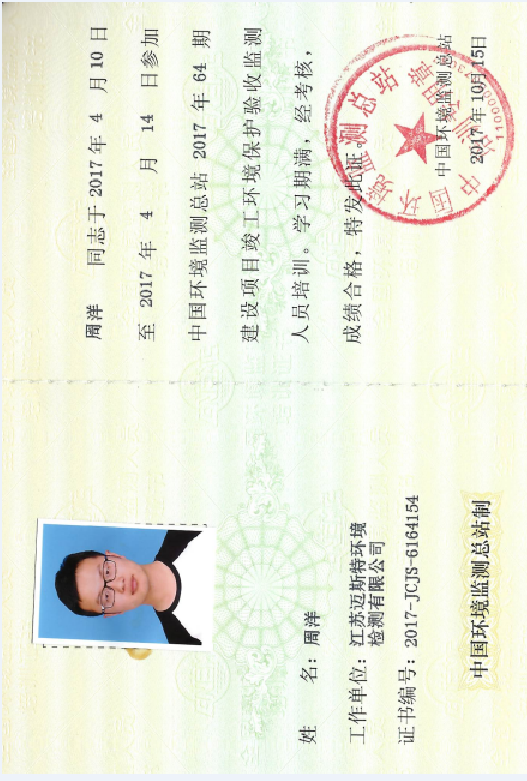 姓 名：周洋
工作单位：江苏迈斯特环境
检测有限公司
证书编号：2017-JCJS-6164154
中国环境监测总站制
周洋 同志于 2017 年 4 月 10 日
至 2017 年 4 月 14 日参加
中国环境监测总站 2017 年 64 期
建设项目竣工环境保护验收监测
人员培训。学习期满，经考核，
成绩合格，特发此证。
中国环境监测总站
2017 年 10 月 15 日